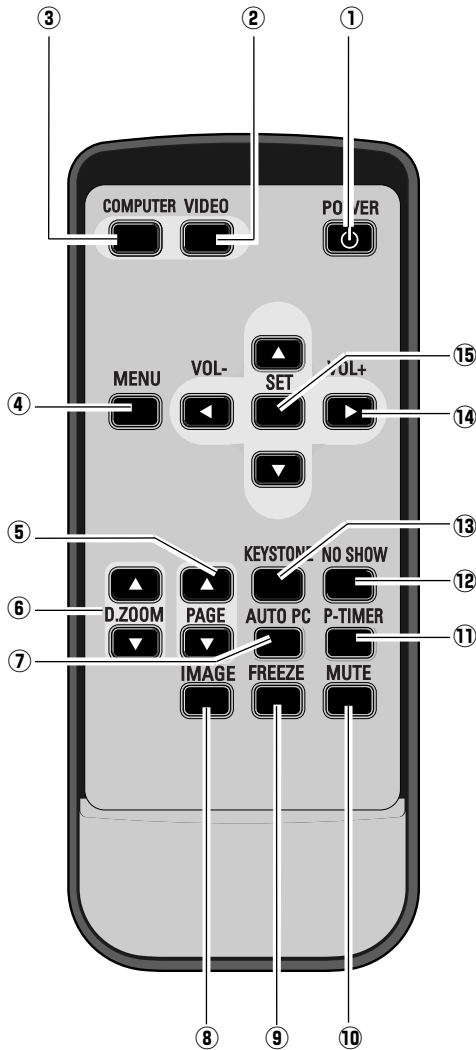 ③ ② ①
COMPUTER VIDEO POWER
⑮
MENU VOL- SET VOL+
④ ⑭
⑤ ⑬
KEYSTONE NO SHOW
⑥ ⑫
D.ZOOM PAGE AUTO PC P-TIMER
⑦ ⑪
IMAGE FREEZE MUTE
⑧ ⑨ ⑩